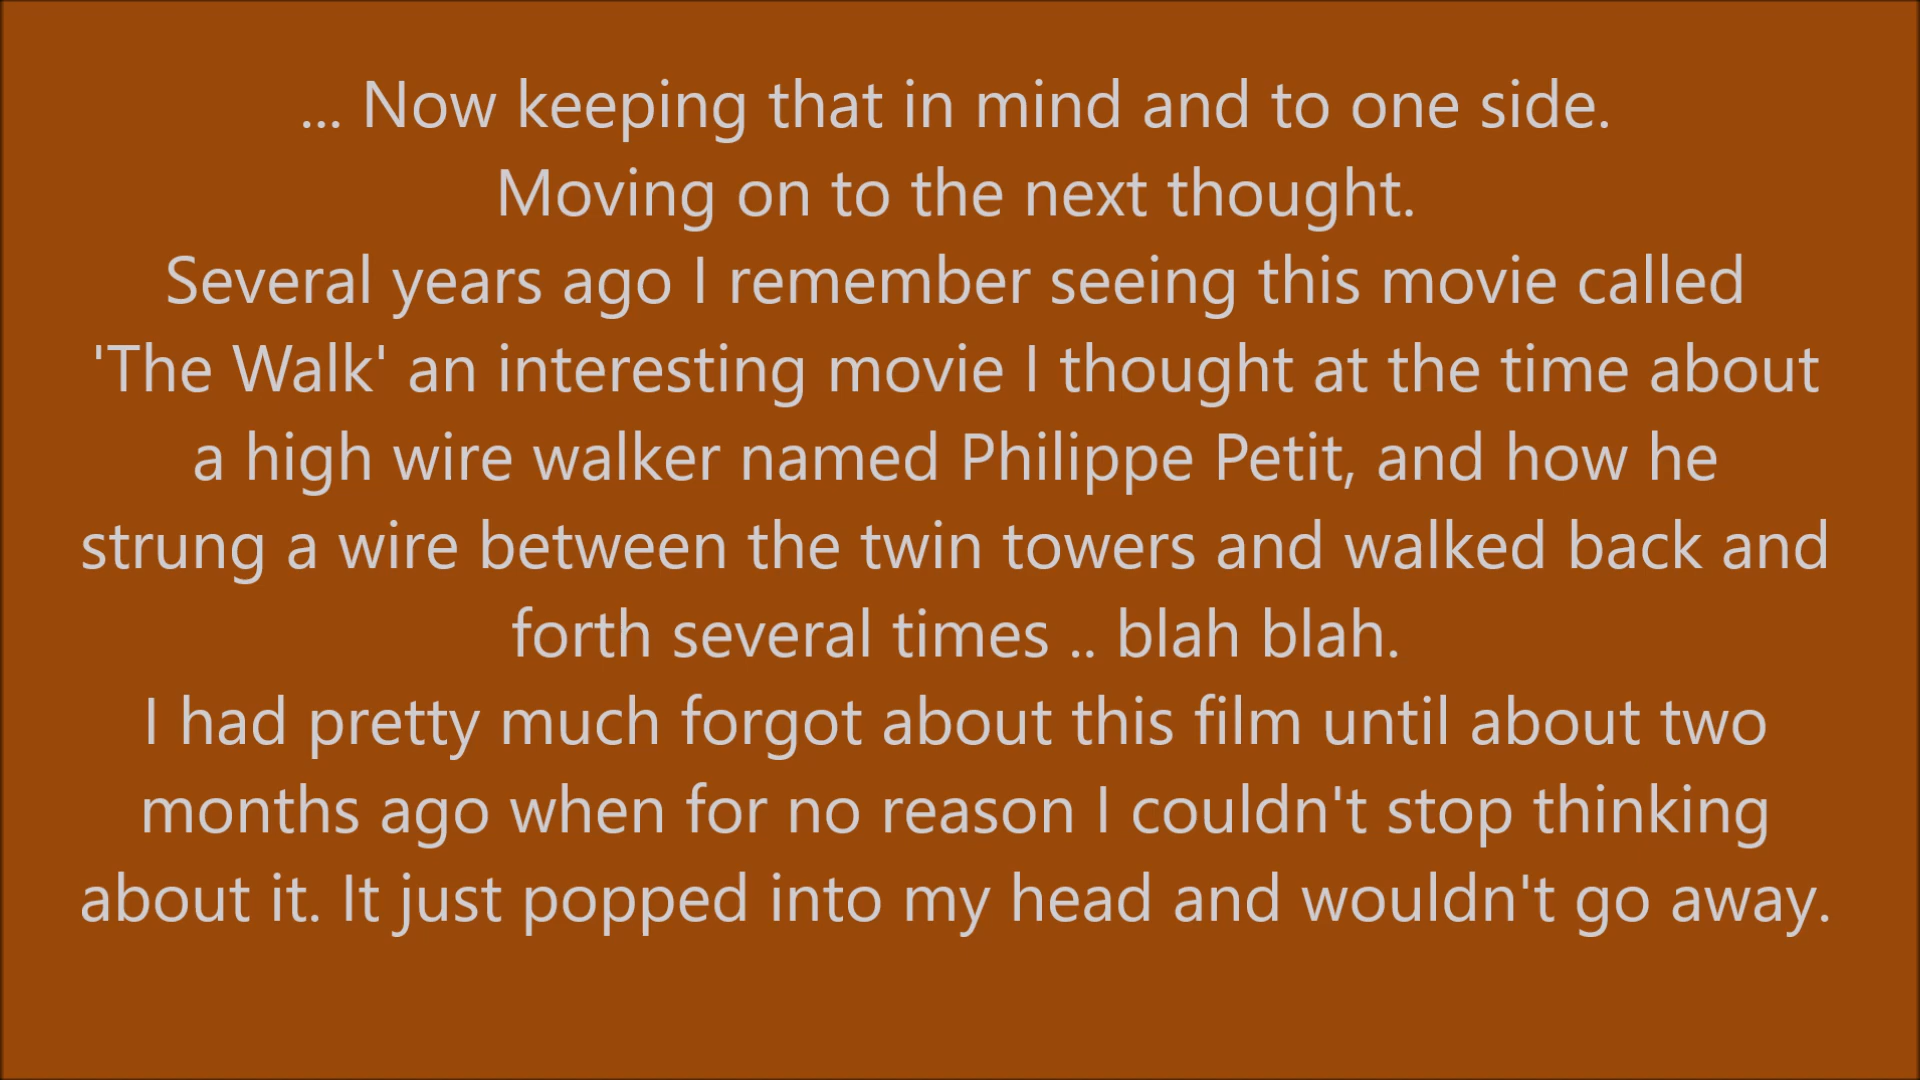 ... Now keeping that in mind and to one side.
Moving on to the next thought.
Several years ago I remember seeing this movie called
'The Walk' an interesting movie I thought at the time about
a high wire walker named Philippe Petit, and how he
strung a wire between the twin towers and walked back and
forth several times .. blah blah.
I had pretty much forgot about this film until about two
months ago when for no reason I couldn't stop thinking
about it. It just popped into my head and wouldn't go away.